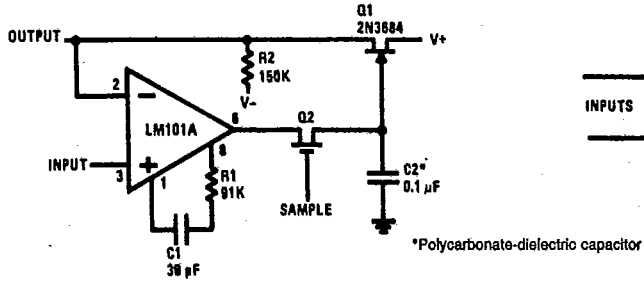 Q1
2N3684
OUTPUT
V+
R2
150K
V-
2
6
Q2
INPUTS
LM101A
INPUT
3
1
8
R1
91K
SAMPLE
C2*
0.1 µF
C1
39 pF
*Polycarbonate-dielectric capacitor